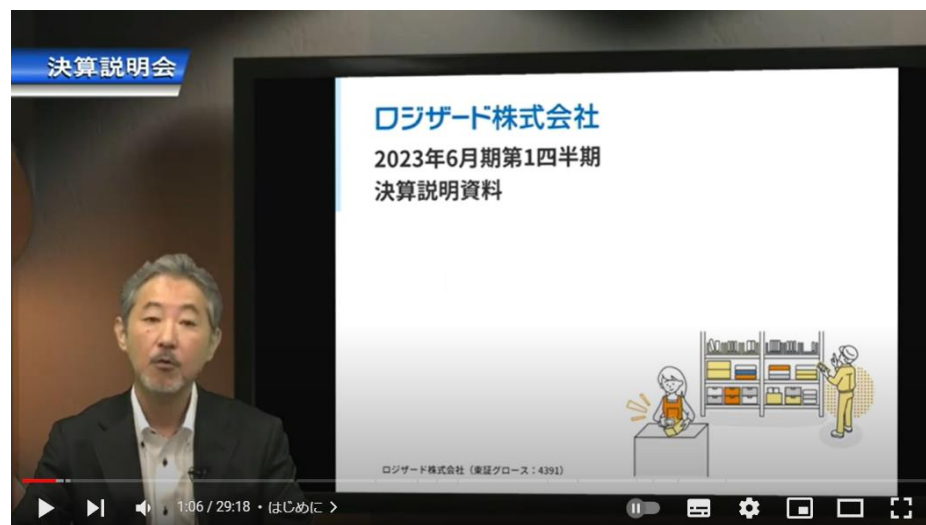 決算説明会
ロジザード株式会社
2023年6月期第1四半期
決算説明資料
ロジザード株式会社（東証グロース：4391）
1:06 / 29:18・はじめに